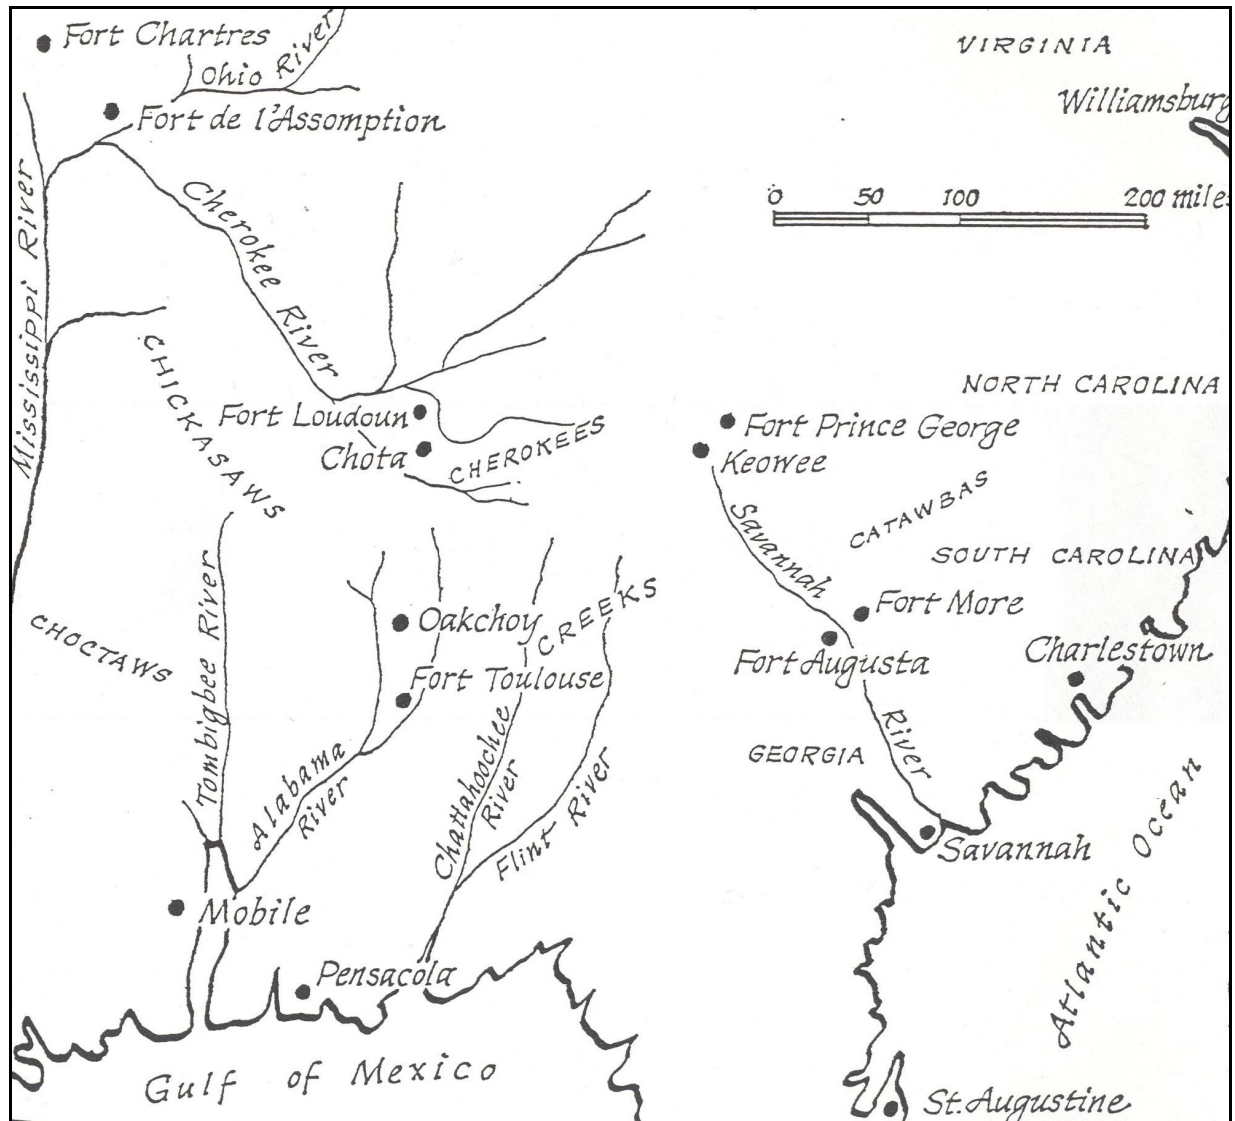 Fort Chartres
Ohio River
VIRGINIA
Williamsburg
Fort de l'Assomption
0 50 100 200 miles
Mississippi River
Cherokee River
CHICKASAWS
NORTH CAROLINA
Fort Loudoun
Chota
CHEROKEES
Fort Prince George
Keowee
CATAWBAS
Savannah River
SOUTH CAROLINA
CHOCTAWS
Tombigbee River
Oakchoy
CREEKS
Fort More
Fort Augusta
Charlestown
Fort Toulouse
Alabama River
Chattahoochee River
Flint River
GEORGIA
Savannah
Atlantic Ocean
Mobile
Pensacola
Gulf of Mexico
St. Augustine